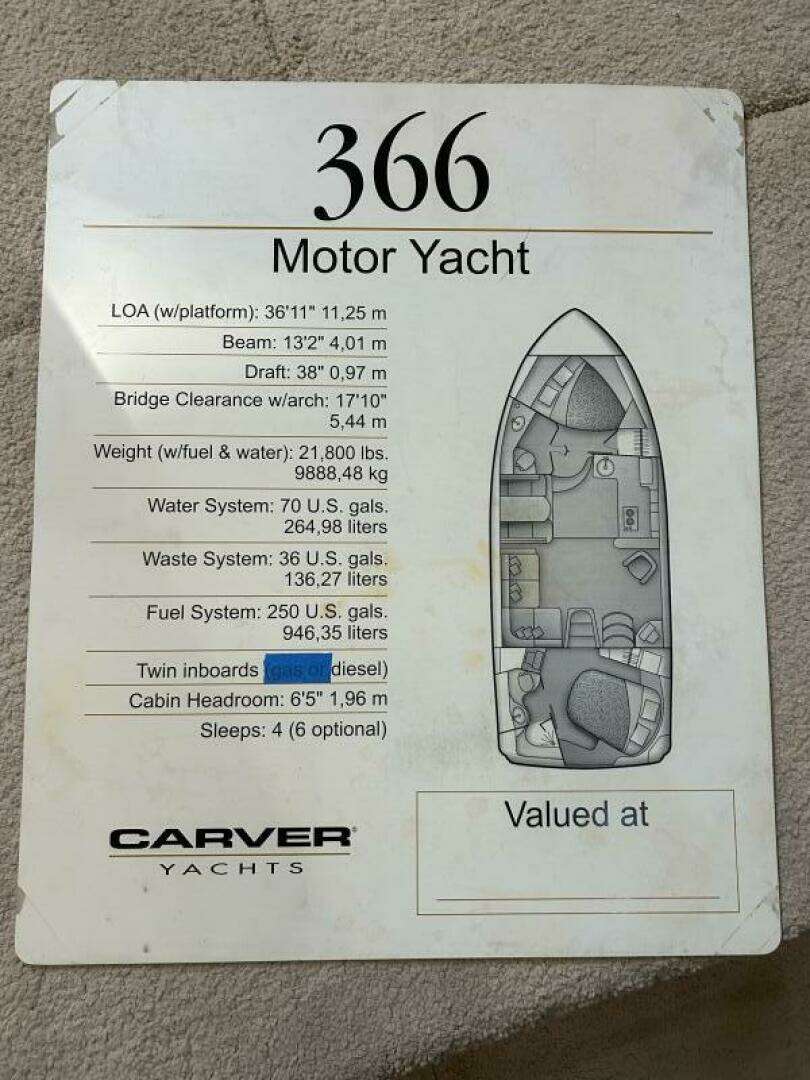 366
Motor Yacht
LOA (w/platform): 36'11" 11,25 m
Beam: 13'2" 4,01 m
Draft: 38" 0,97 m
Bridge Clearance w/arch: 17'10"
5,44 m
Weight (w/fuel & water): 21,800 lbs.
9888,48 kg
Water System: 70 U.S. gals.
264,98 liters
Waste System: 36 U.S. gals.
136,27 liters
Fuel System: 250 U.S. gals.
946,35 liters
Twin inboards (gas or diesel)
Cabin Headroom: 6'5" 1,96 m
Sleeps: 4 (6 optional)
CARVER®
YACHTS
Valued at